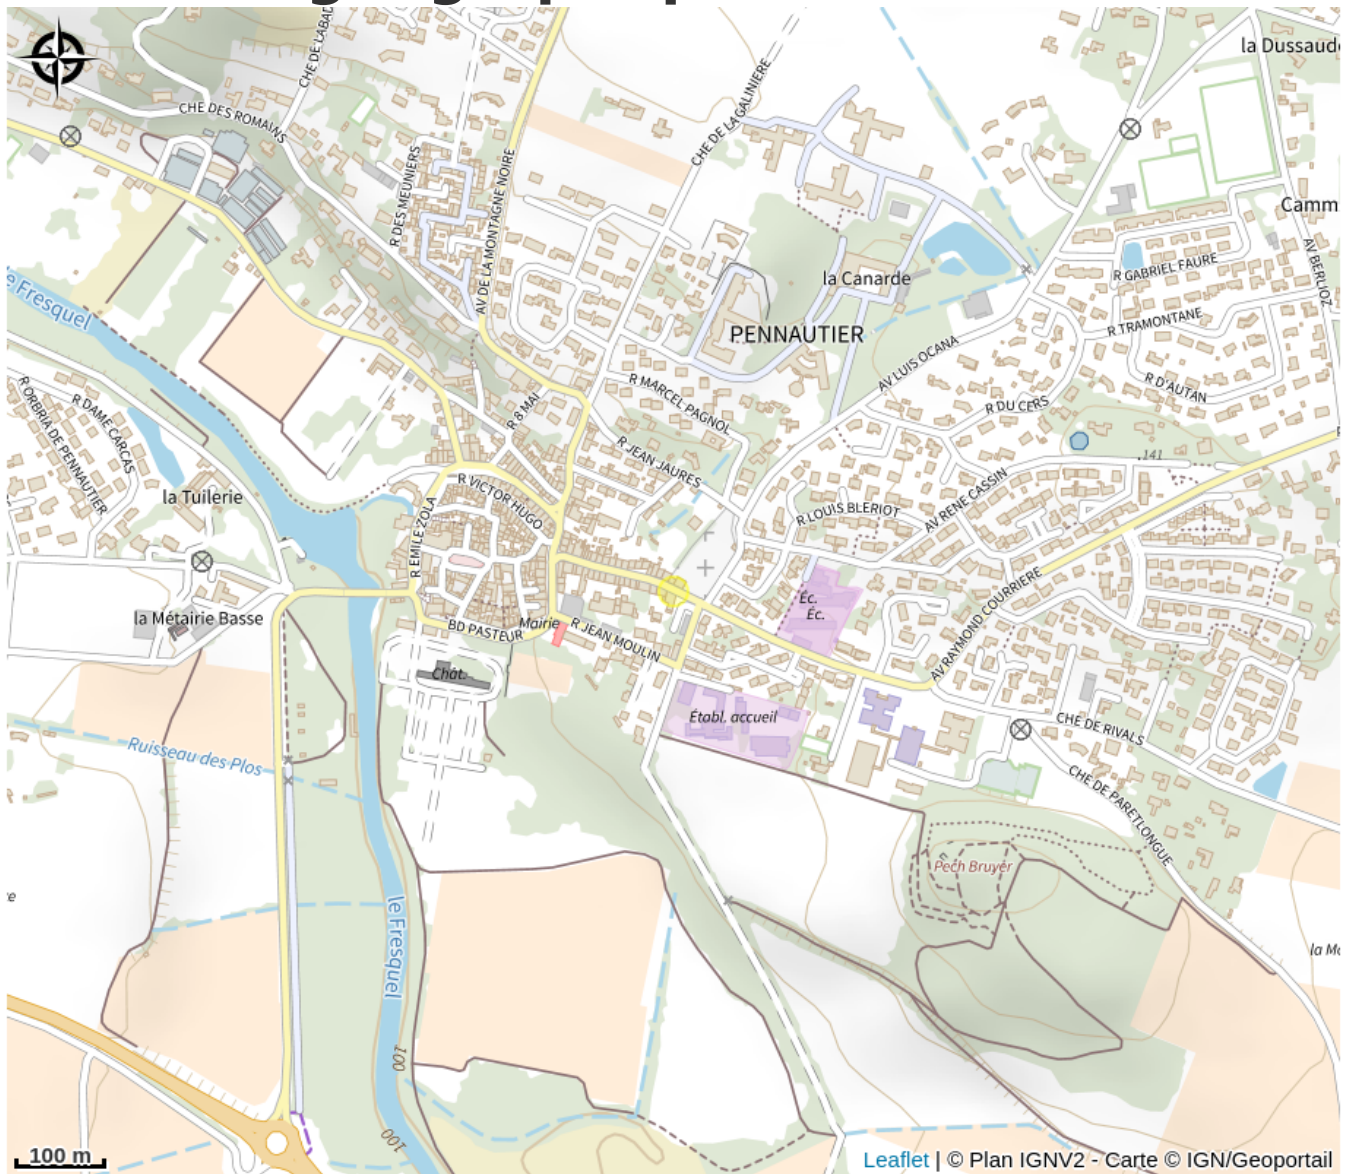 la Dussaud
CHE DE LABAD
CHE DES ROMAINS
CHE DE LA GALINIERE
R DES MEUNIERS
AV DE LA MONTAGNE NOIRE
Camm
AV BERLIOZ
R GABRIEL FAURE
la Canarde
le Fresquel
PENNAUTIER
R TRAMONTANE
AV LUIS OCANA
R MARCEL PAGNOL
R D'AUTAN
R DAME CARCAS
R ORBRIA DE PENNAUTIER
R 8 MAI
R DU CERS
R JEAN JAURES
141
la Tuilerie
R VICTOR HUGO
R EMILE ZOLA
R LOUIS BLERIOT
AV RENE CASSIN
Éc.
Éc.
la Métairie Basse
BD PASTEUR
Mairie
R JEAN MOULIN
AV RAYMOND COURRIERE
Chât.
Établ. accueil
CHE DE RIVALS
Ruisseau des Plos
CHE DE PARETLONGUE
Pech Bruyer
le Fresquel
la Mo
100
100
100 m
Leaflet | © Plan IGNV2 - Carte © IGN/Geoportail